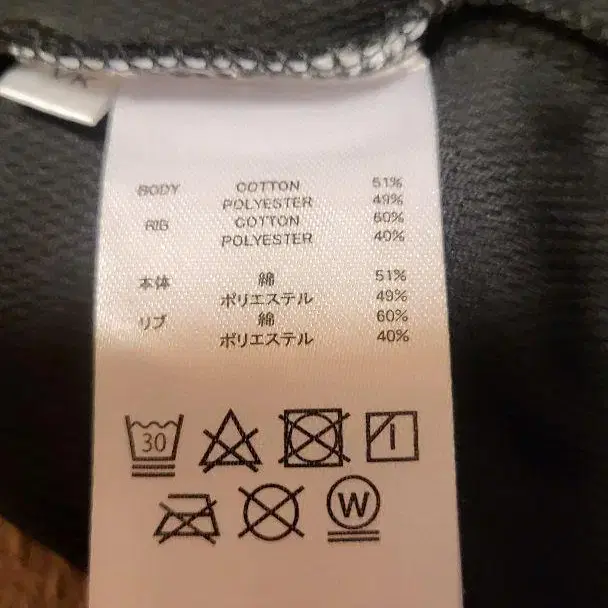 BODY COTTON 51%
POLYESTER 49%
RIB COTTON 60%
POLYESTER 40%
本体 綿 51%
ポリエステル 49%
リブ 綿 60%
ポリエステル 40%
30
W